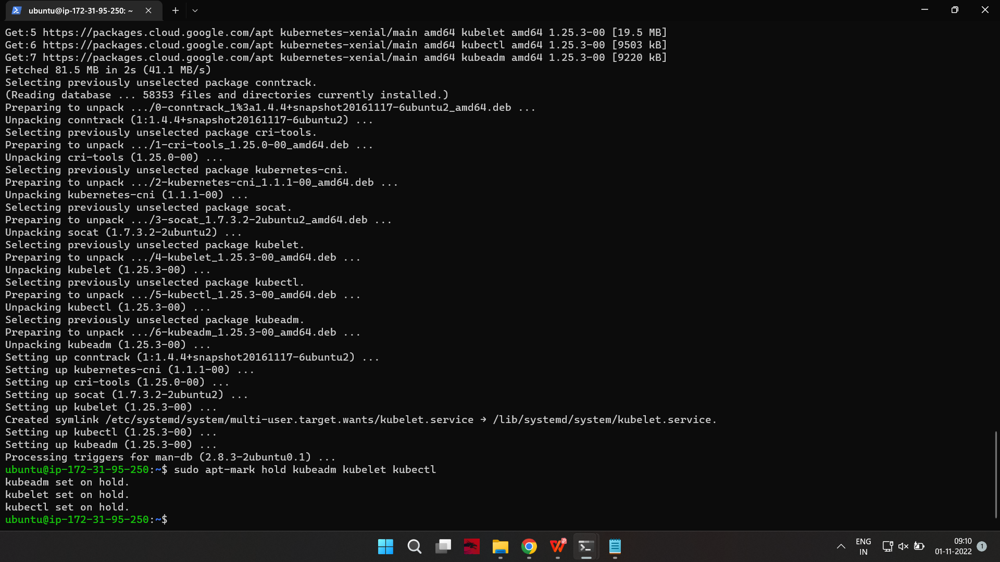 ubuntu@ip-172-31-95-250: ~
Get:5 https://packages.cloud.google.com/apt kubernetes-xenial/main amd64 kubelet amd64 1.25.3-00 [19.5 MB]
Get:6 https://packages.cloud.google.com/apt kubernetes-xenial/main amd64 kubectl amd64 1.25.3-00 [9503 kB]
Get:7 https://packages.cloud.google.com/apt kubernetes-xenial/main amd64 kubeadm amd64 1.25.3-00 [9220 kB]
Fetched 81.5 MB in 2s (41.1 MB/s)
Selecting previously unselected package conntrack.
(Reading database ... 58353 files and directories currently installed.)
Preparing to unpack .../0-conntrack_1%3a1.4.4+snapshot20161117-6ubuntu2_amd64.deb ...
Unpacking conntrack (1:1.4.4+snapshot20161117-6ubuntu2) ...
Selecting previously unselected package cri-tools.
Preparing to unpack .../1-cri-tools_1.25.0-00_amd64.deb ...
Unpacking cri-tools (1.25.0-00) ...
Selecting previously unselected package kubernetes-cni.
Preparing to unpack .../2-kubernetes-cni_1.1.1-00_amd64.deb ...
Unpacking kubernetes-cni (1.1.1-00) ...
Selecting previously unselected package socat.
Preparing to unpack .../3-socat_1.7.3.2-2ubuntu2_amd64.deb ...
Unpacking socat (1.7.3.2-2ubuntu2) ...
Selecting previously unselected package kubelet.
Preparing to unpack .../4-kubelet_1.25.3-00_amd64.deb ...
Unpacking kubelet (1.25.3-00) ...
Selecting previously unselected package kubectl.
Preparing to unpack .../5-kubectl_1.25.3-00_amd64.deb ...
Unpacking kubectl (1.25.3-00) ...
Selecting previously unselected package kubeadm.
Preparing to unpack .../6-kubeadm_1.25.3-00_amd64.deb ...
Unpacking kubeadm (1.25.3-00) ...
Setting up conntrack (1:1.4.4+snapshot20161117-6ubuntu2) ...
Setting up kubernetes-cni (1.1.1-00) ...
Setting up cri-tools (1.25.0-00) ...
Setting up socat (1.7.3.2-2ubuntu2) ...
Setting up kubelet (1.25.3-00) ...
Created symlink /etc/systemd/system/multi-user.target.wants/kubelet.service → /lib/systemd/system/kubelet.service.
Setting up kubectl (1.25.3-00) ...
Setting up kubeadm (1.25.3-00) ...
Processing triggers for man-db (2.8.3-2ubuntu0.1) ...
ubuntu@ip-172-31-95-250:~$ sudo apt-mark hold kubeadm kubelet kubectl
kubeadm set on hold.
kubelet set on hold.
kubectl set on hold.
ubuntu@ip-172-31-95-250:~$
ENG
IN
09:10
01-11-2022
1